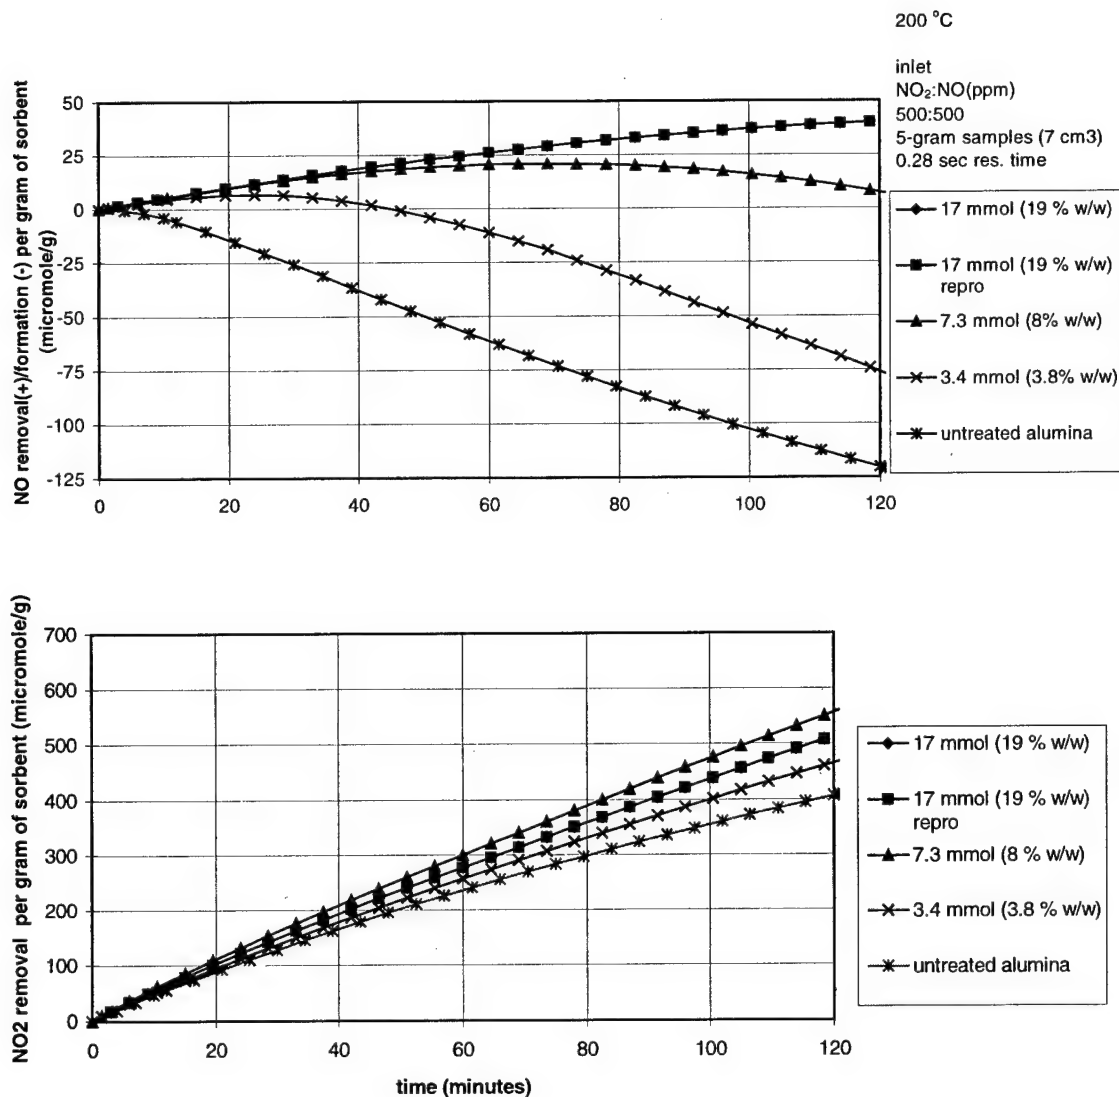 200 °C
inlet
NO₂:NO(ppm)
500:500
5-gram samples (7 cm3)
0.28 sec res. time
NO removal(+)/formation (-) per gram of sorbent
(micromole/g)
50
25
0
-25
-50
-75
-100
-125
0 20 40 60 80 100 120
17 mmol (19 % w/w)
17 mmol (19 % w/w)
repro
7.3 mmol (8% w/w)
3.4 mmol (3.8% w/w)
untreated alumina
NO2 removal per gram of sorbent (micromole/g)
700
600
500
400
300
200
100
0
0 20 40 60 80 100 120
time (minutes)
17 mmol (19 % w/w)
17 mmol (19 % w/w)
repro
7.3 mmol (8 % w/w)
3.4 mmol (3.8 % w/w)
untreated alumina